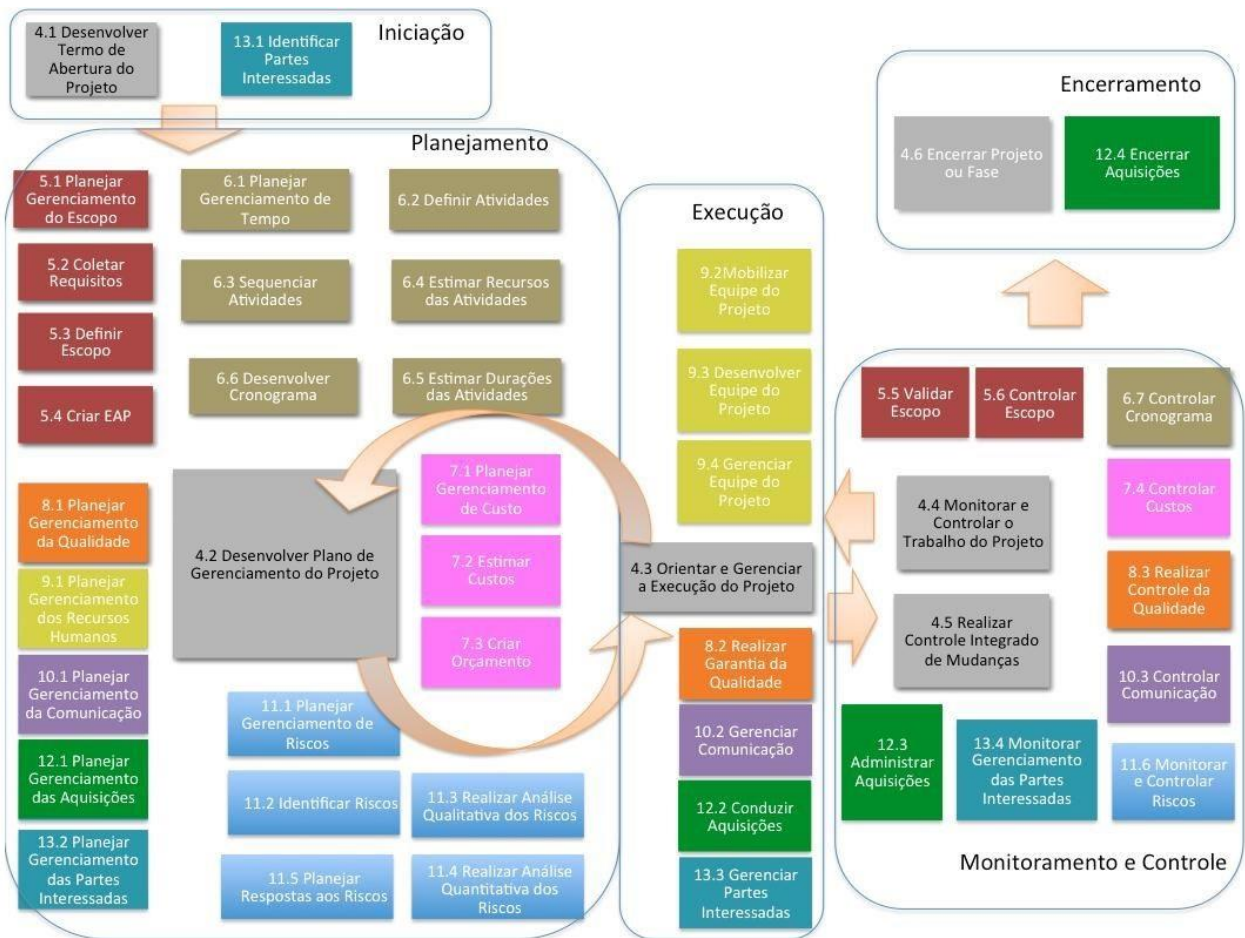 Iniciação
4.1 Desenvolver
Termo de
Abertura do
Projeto
13.1 Identificar
Partes
Interessadas
Planejamento
5.1 Planejar
Gerenciamento
do Escopo
6.1 Planejar
Gerenciamento de
Tempo
6.2 Definir Atividades
5.2 Coletar
Requisitos
6.3 Sequenciar
Atividades
6.4 Estimar Recursos
das Atividades
5.3 Definir
Escopo
6.6 Desenvolver
Cronograma
6.5 Estimar Durações
das Atividades
5.4 Criar EAP
8.1 Planejar
Gerenciamento
da Qualidade
4.2 Desenvolver Plano de
Gerenciamento do Projeto
7.1 Planejar
Gerenciamento
de Custo
7.2 Estimar
Custos
7.3 Criar
Orçamento
9.1 Planejar
Gerenciamento
dos Recursos
Humanos
10.1 Planejar
Gerenciamento
da Comunicação
11.1 Planejar
Gerenciamento de
Riscos
12.1 Planejar
Gerenciamento
das Aquisições
11.2 Identificar Riscos
11.3 Realizar Análise
Qualitativa dos Riscos
13.2 Planejar
Gerenciamento
das Partes
Interessadas
11.5 Planejar
Respostas aos Riscos
11.4 Realizar Análise
Quantitativa dos
Riscos
Execução
9.2Mobilizar
Equipe do
Projeto
9.3 Desenvolver
Equipe do
Projeto
9.4 Gerenciar
Equipe do
Projeto
4.3 Orientar e Gerenciar
a Execução do Projeto
8.2 Realizar
Garantia da
Qualidade
10.2 Gerenciar
Comunicação
12.2 Conduzir
Aquisições
13.3 Gerenciar
Partes
Interessadas
Encerramento
4.6 Encerrar Projeto
ou Fase
12.4 Encerrar
Aquisições
5.5 Validar
Escopo
5.6 Controlar
Escopo
6.7 Controlar
Cronograma
4.4 Monitorar e
Controlar o
Trabalho do Projeto
7.4 Controlar
Custos
4.5 Realizar
Controle Integrado
de Mudanças
8.3 Realizar
Controle da
Qualidade
10.3 Controlar
Comunicação
12.3
Administrar
Aquisições
13.4 Monitorar
Gerenciamento
das Partes
Interessadas
11.6 Monitorar
e Controlar
Riscos
Monitoramento e Controle